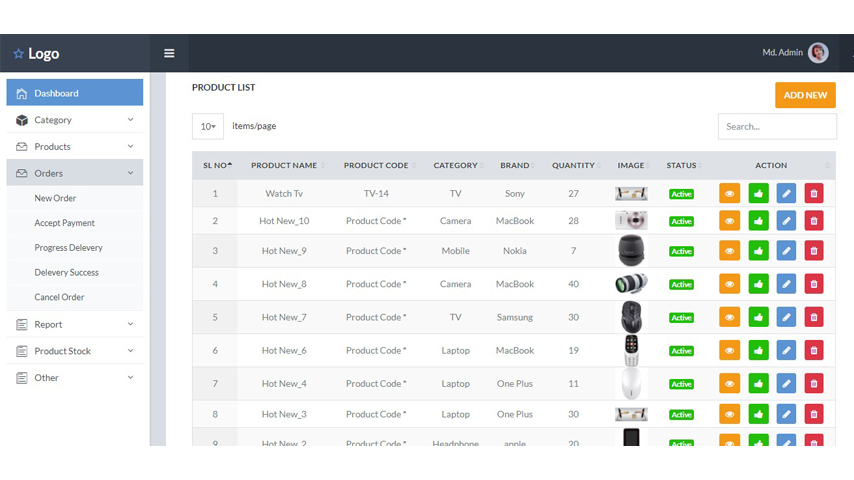 Logo
Md. Admin
Dashboard
Category
Products
Orders
New Order
Accept Payment
Progress Delevery
Delevery Success
Cancel Order
Report
Product Stock
Other
PRODUCT LIST
ADD NEW
10 items/page
Search...
SL NO PRODUCT NAME PRODUCT CODE CATEGORY BRAND QUANTITY IMAGE STATUS ACTION
1 Watch Tv TV-14 TV Sony 27 Active
2 Hot New_10 Product Code * Camera MacBook 28 Active
3 Hot New_9 Product Code * Mobile Nokia 7 Active
4 Hot New_8 Product Code * Camera MacBook 40 Active
5 Hot New_7 Product Code * TV Samsung 30 Active
6 Hot New_6 Product Code * Laptop MacBook 19 Active
7 Hot New_4 Product Code * Laptop One Plus 11 Active
8 Hot New_3 Product Code * Laptop One Plus 30 Active
9 Hot New_2 Product Code * Headphone apple 20 Active